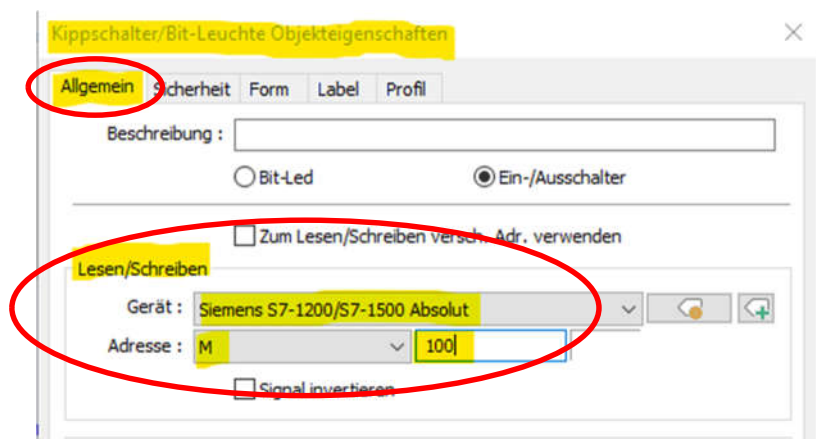 Kippschalter/Bit-Leuchte Objekteigenschaften
Allgemein Sicherheit Form Label Profil
Beschreibung :
Bit-Led Ein-/Ausschalter
Zum Lesen/Schreiben versch. Adr. verwenden
Lesen/Schreiben
Gerät : Siemens S7-1200/S7-1500 Absolut
Adresse : M 100
Signal invertieren